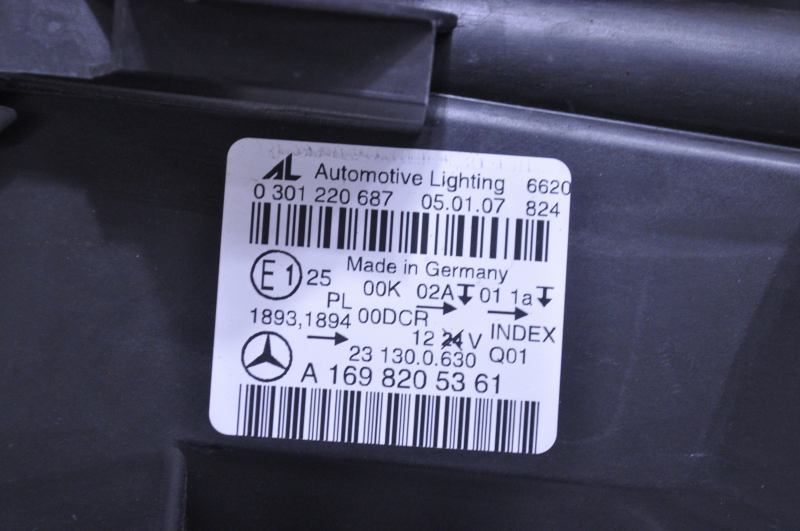 AL Automotive Lighting 6620
0 301 220 687 05.01.07 824
Made in Germany
E1 25 00K 02A 01 1a
PL
1893,1894 00DCR INDEX
12 24 V
23 130.0.630 Q01
A 169 820 53 61